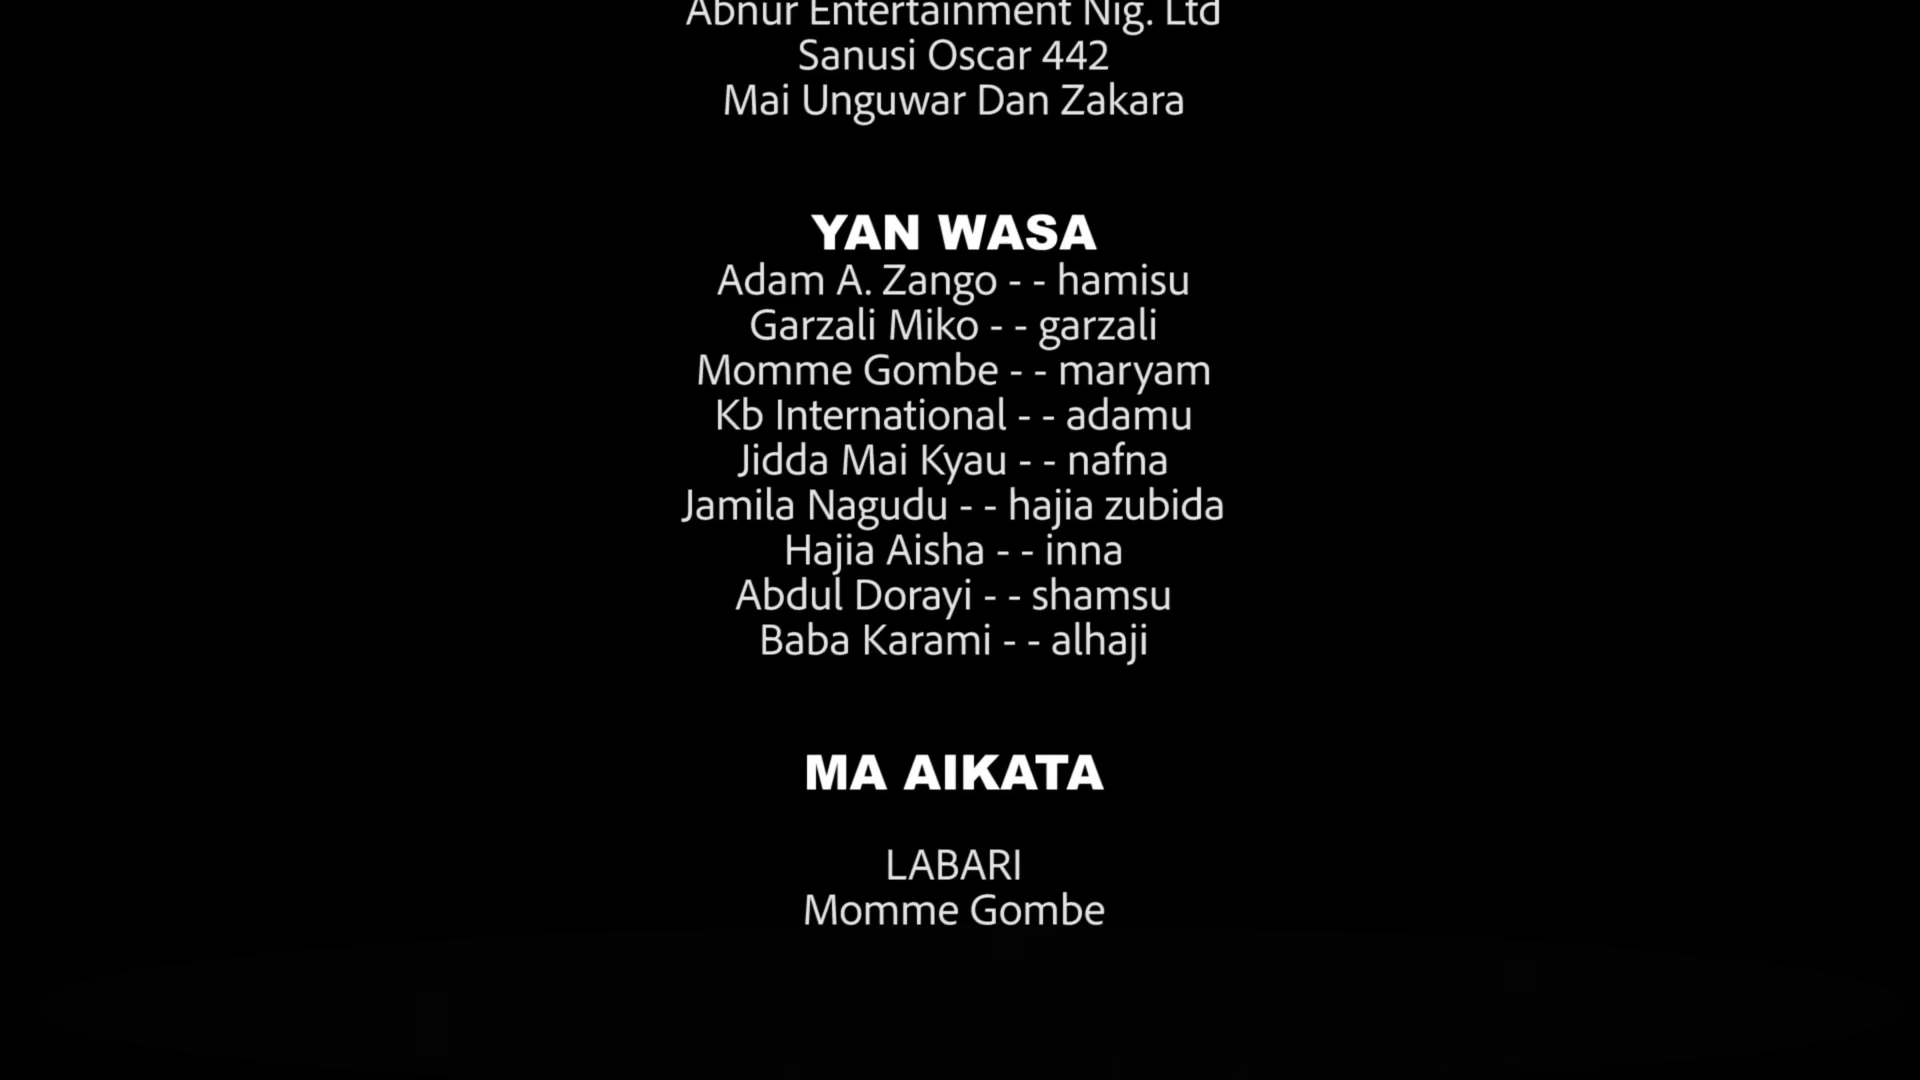 Abnur Entertainment Nig. Ltd
Sanusi Oscar 442
Mai Unguwar Dan Zakara
YAN WASA
Adam A. Zango - - hamisu
Garzali Miko - - garzali
Momme Gombe - - maryam
Kb International - - adamu
Jidda Mai Kyau - - nafna
Jamila Nagudu - - hajia zubida
Hajia Aisha - - inna
Abdul Dorayi - - shamsu
Baba Karami - - alhaji
MA AIKATA
LABARI
Momme Gombe